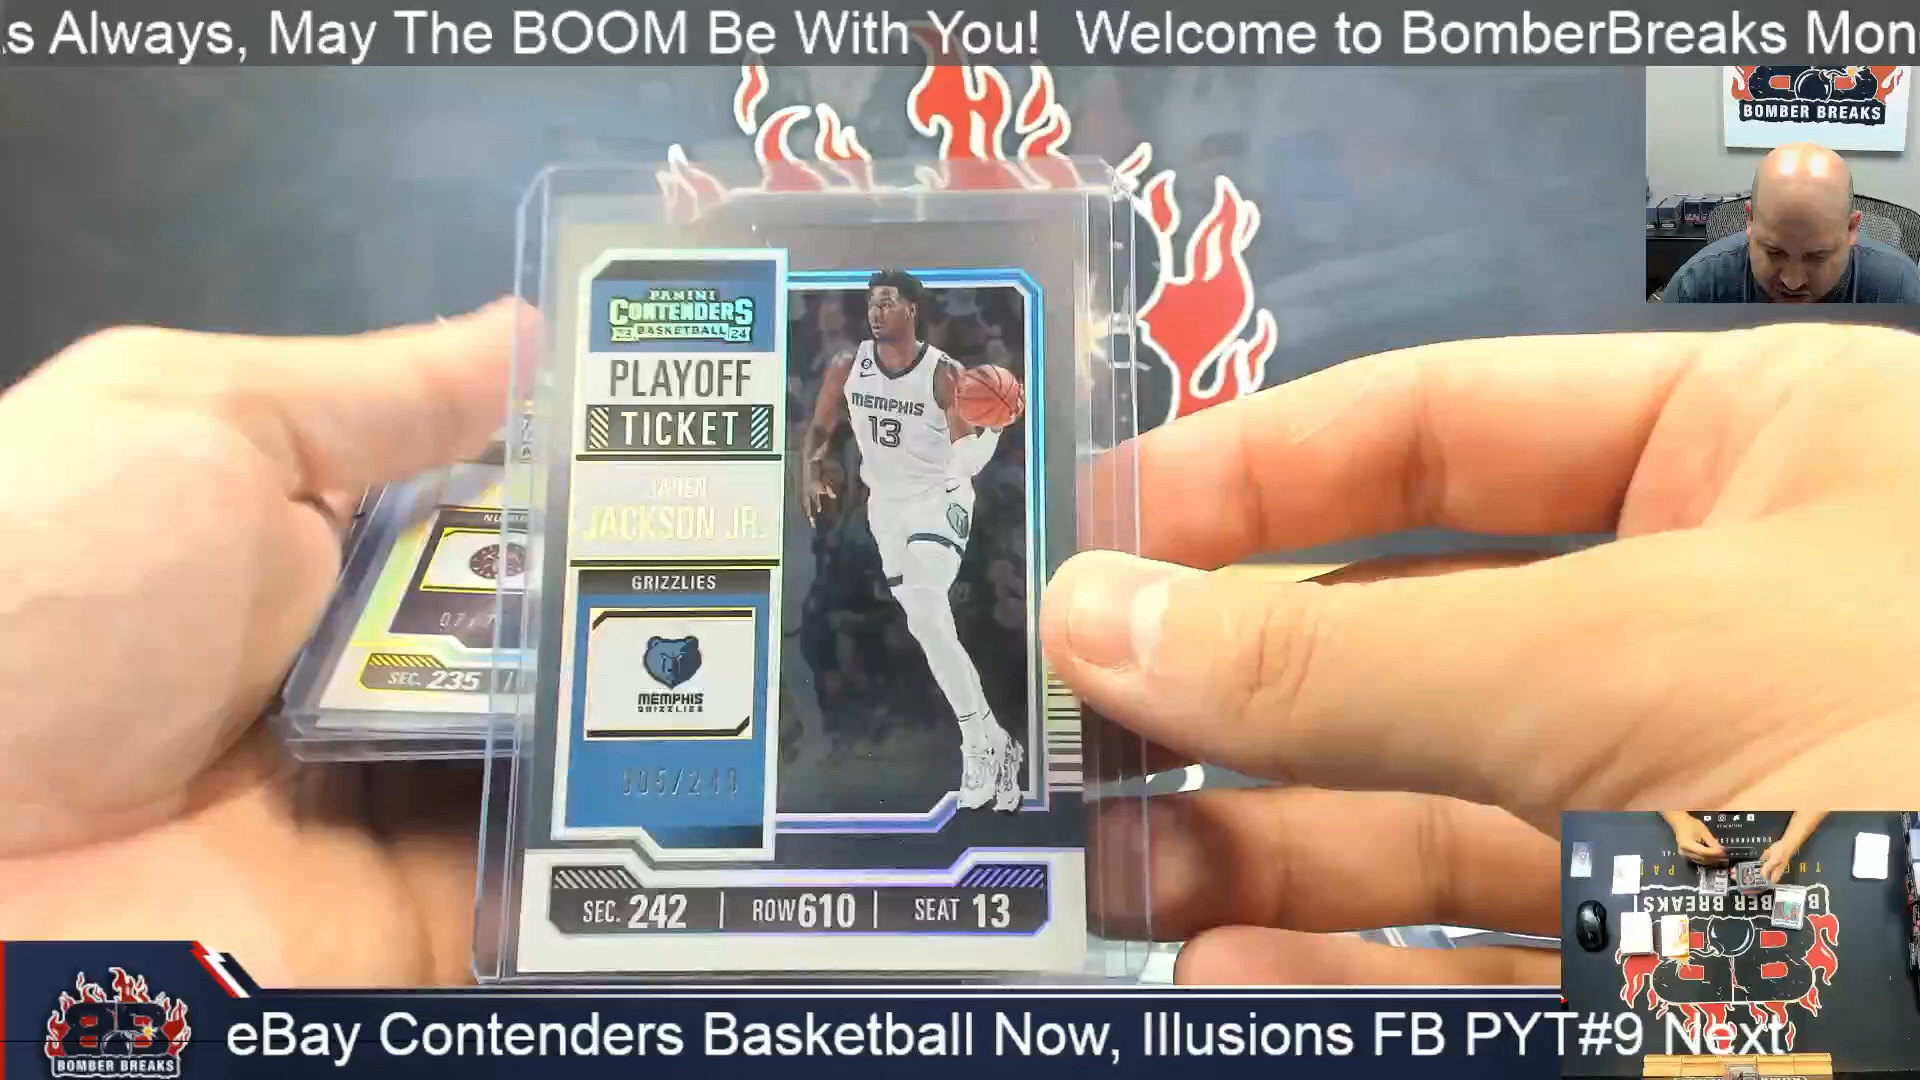 s Always, May The BOOM Be With You! Welcome to BomberBreaks Mon
BOMBER BREAKS
PANINI
CONTENDERS
23 BASKETBALL 24
PLAYOFF
TICKET
JAREN
JACKSON JR.
GRIZZLIES
MEMPHIS
GRIZZLIES
SEC. 242 | ROW 610 | SEAT 13
MEMPHIS
13
SEC. 235
BOMBER BREAKS
eBay Contenders Basketball Now, Illusions FB PYT#9 Next